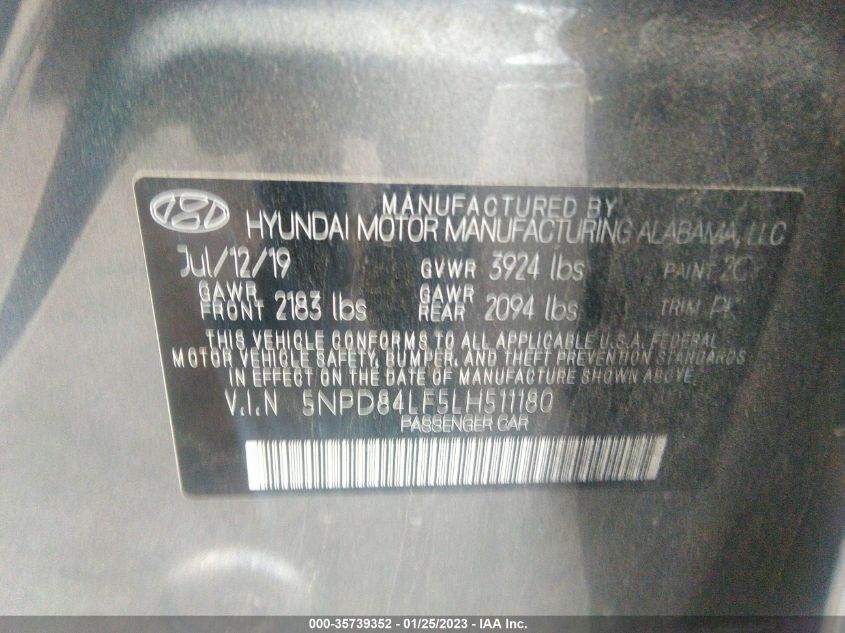 MANUFACTURED BY
HYUNDAI MOTOR MANUFACTURING ALABAMA, LLC
Jul/12/19 GVWR 3924 lbs PAINT
GAWR FRONT 2183 lbs GAWR REAR 2094 lbs TRIM
THIS VEHICLE CONFORMS TO ALL APPLICABLE U.S.A. FEDERAL
MOTOR VEHICLE SAFETY, BUMPER, AND THEFT PREVENTION STANDARDS
IN EFFECT ON THE DATE OF MANUFACTURE SHOWN ABOVE.
V.I.N 5NPD84LF5LH511180
PASSENGER CAR
000-35739352 - 01/25/2023 - IAA Inc.